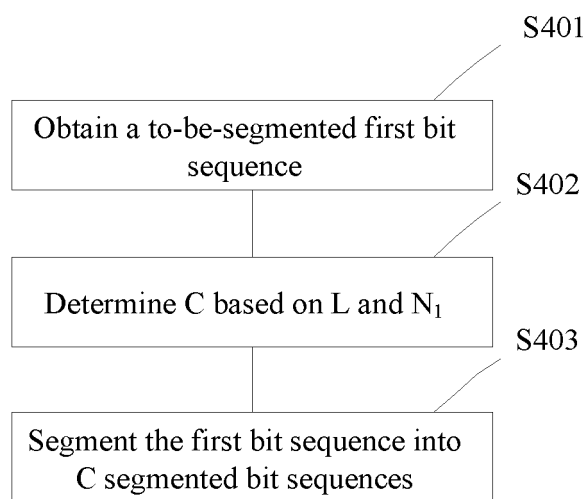 S401
Obtain a to-be-segmented first bit
sequence
S402
Determine C based on L and N₁
S403
Segment the first bit sequence into
C segmented bit sequences